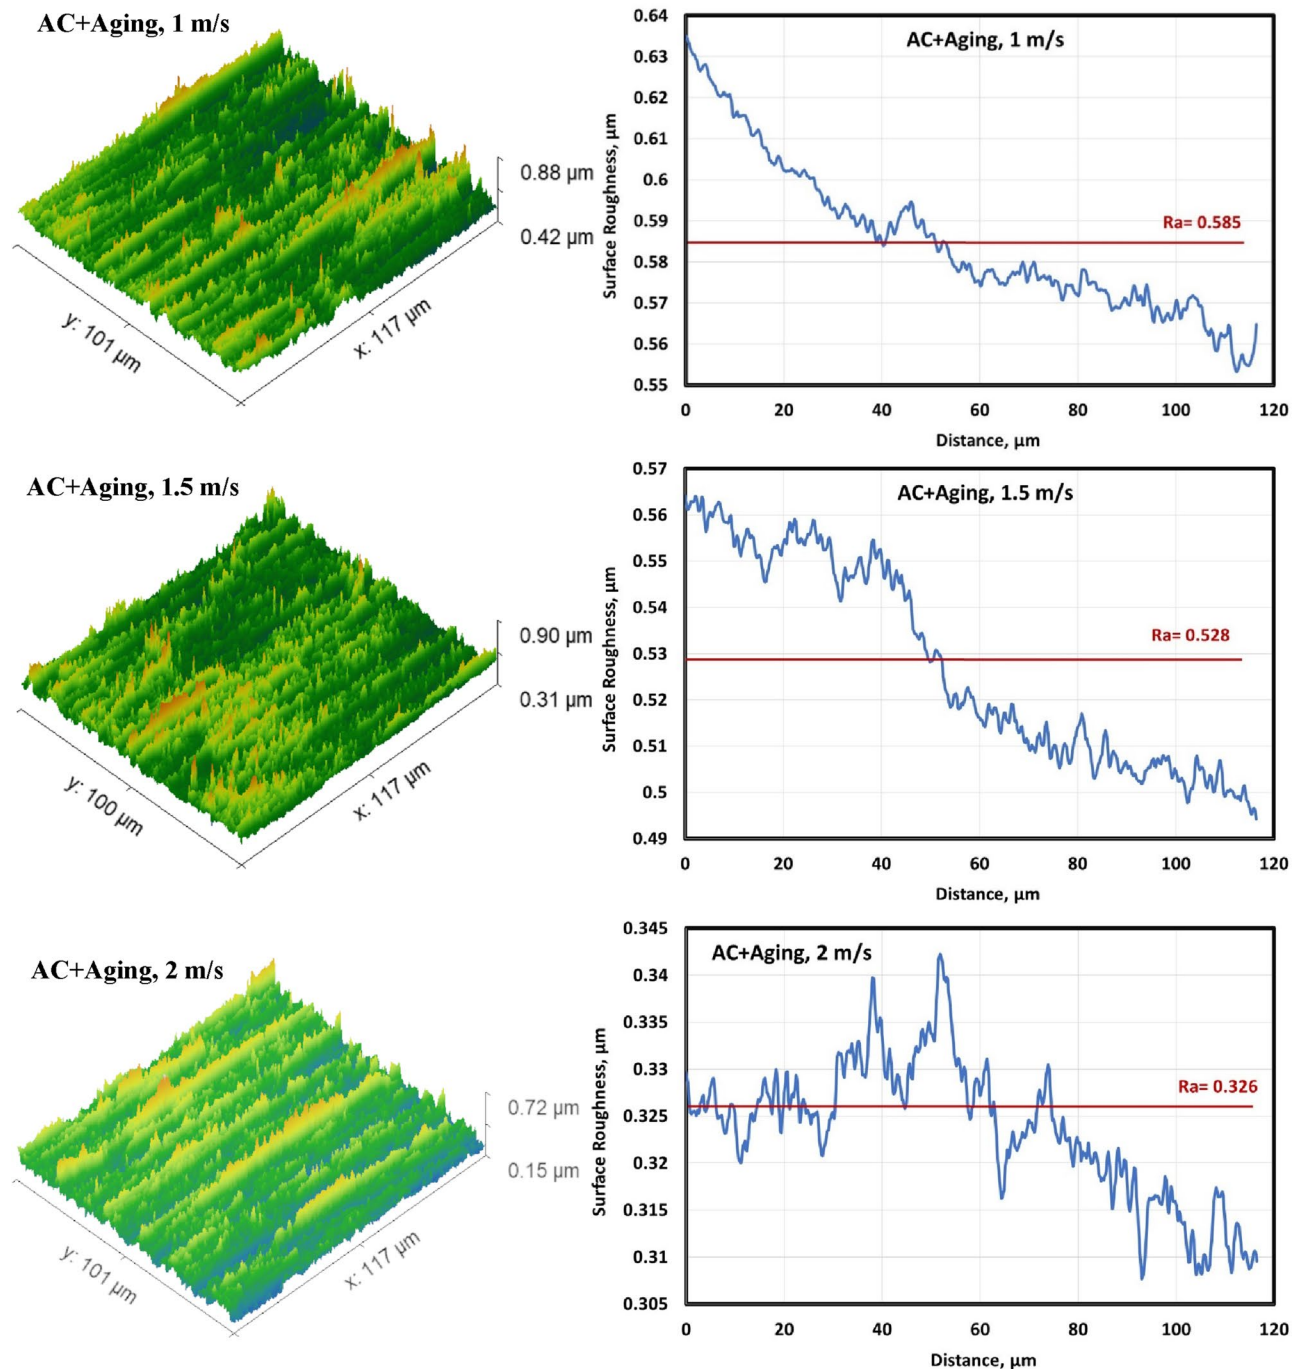 AC+Aging, 1 m/s
0.88 µm
0.42 µm
y: 101 µm
x: 117 µm
AC+Aging, 1 m/s
Surface Roughness, µm
0.64
0.63
0.62
0.61
0.6
0.59
0.58
0.57
0.56
0.55
Ra= 0.585
0 20 40 60 80 100 120
Distance, µm
AC+Aging, 1.5 m/s
0.90 µm
0.31 µm
y: 100 µm
x: 117 µm
AC+Aging, 1.5 m/s
Surface Roughness, µm
0.57
0.56
0.55
0.54
0.53
0.52
0.51
0.5
0.49
Ra= 0.528
0 20 40 60 80 100 120
Distance, µm
AC+Aging, 2 m/s
0.72 µm
0.15 µm
y: 101 µm
x: 117 µm
AC+Aging, 2 m/s
Surface Roughness, µm
0.345
0.34
0.335
0.33
0.325
0.32
0.315
0.31
0.305
Ra= 0.326
0 20 40 60 80 100 120
Distance, µm